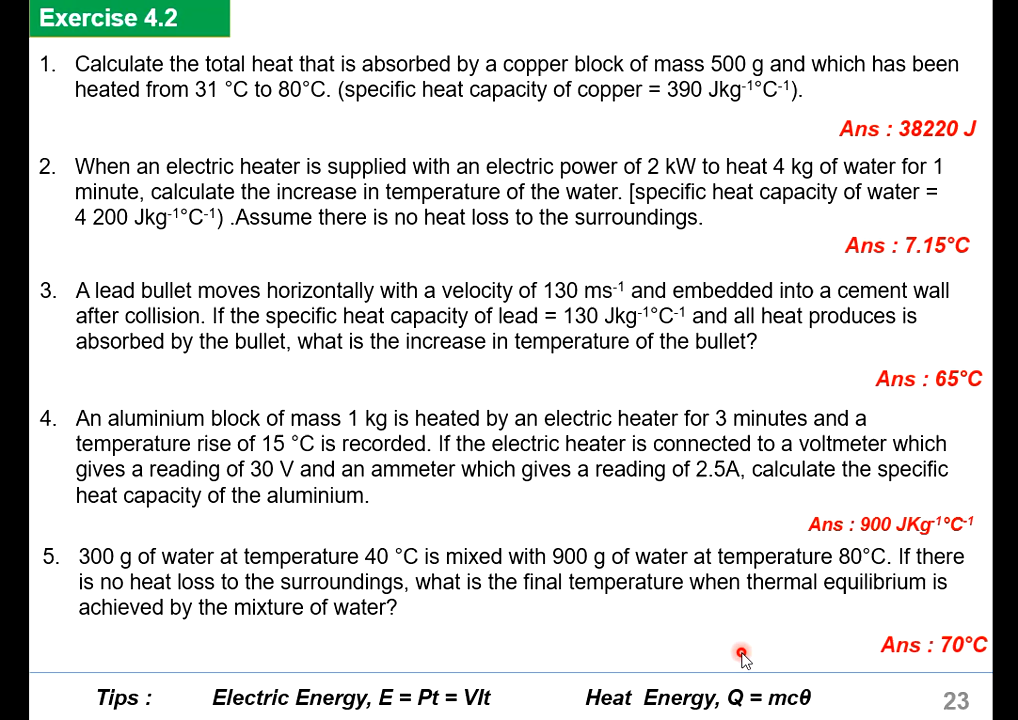 Exercise 4.2
1. Calculate the total heat that is absorbed by a copper block of mass 500 g and which has been
heated from 31 °C to 80°C. (specific heat capacity of copper = 390 Jkg⁻¹°C⁻¹).
Ans : 38220 J
2. When an electric heater is supplied with an electric power of 2 kW to heat 4 kg of water for 1
minute, calculate the increase in temperature of the water. [specific heat capacity of water =
4 200 Jkg⁻¹°C⁻¹) .Assume there is no heat loss to the surroundings.
Ans : 7.15°C
3. A lead bullet moves horizontally with a velocity of 130 ms⁻¹ and embedded into a cement wall
after collision. If the specific heat capacity of lead = 130 Jkg⁻¹°C⁻¹ and all heat produces is
absorbed by the bullet, what is the increase in temperature of the bullet?
Ans : 65°C
4. An aluminium block of mass 1 kg is heated by an electric heater for 3 minutes and a
temperature rise of 15 °C is recorded. If the electric heater is connected to a voltmeter which
gives a reading of 30 V and an ammeter which gives a reading of 2.5A, calculate the specific
heat capacity of the aluminium.
Ans : 900 JKg⁻¹°C⁻¹
5. 300 g of water at temperature 40 °C is mixed with 900 g of water at temperature 80°C. If there
is no heat loss to the surroundings, what is the final temperature when thermal equilibrium is
achieved by the mixture of water?
Ans : 70°C
Tips : Electric Energy, E = Pt = VIt Heat Energy, Q = mcθ 23